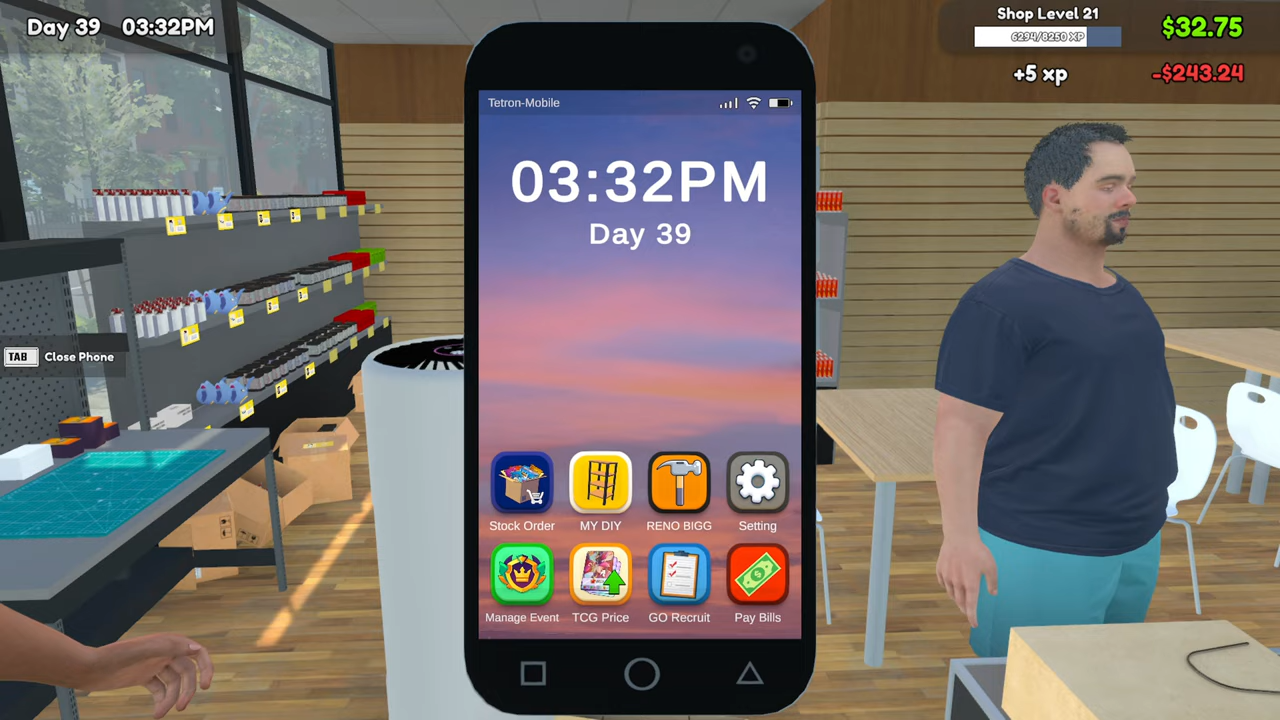 Day 39 03:32PM
Shop Level 21
6294/8250 XP
$32.75
+5 xp
-$243.24
Tetron-Mobile
03:32PM
Day 39
TAB Close Phone
Stock Order MY DIY RENO BIGG Setting
Manage Event TCG Price GO Recruit Pay Bills